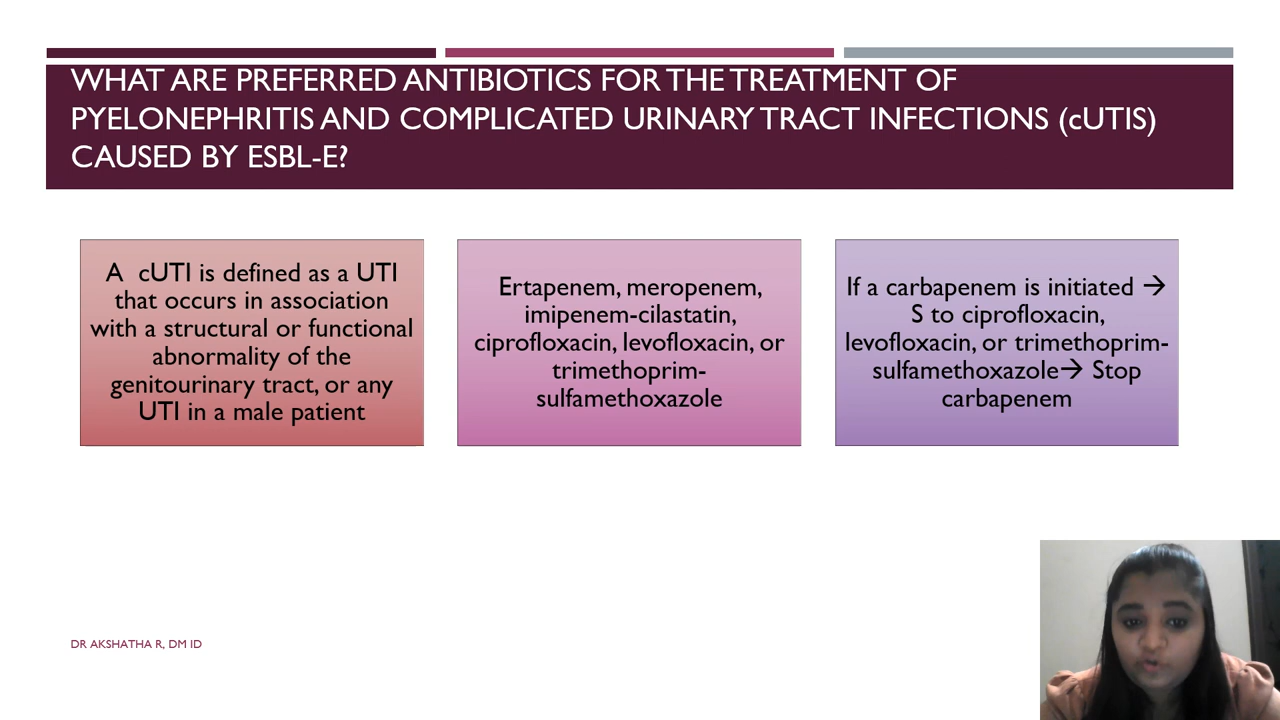 WHAT ARE PREFERRED ANTIBIOTICS FOR THE TREATMENT OF
PYELONEPHRITIS AND COMPLICATED URINARY TRACT INFECTIONS (cUTIS)
CAUSED BY ESBL-E?
A cUTI is defined as a UTI
that occurs in association
with a structural or functional
abnormality of the
genitourinary tract, or any
UTI in a male patient
Ertapenem, meropenem,
imipenem-cilastatin,
ciprofloxacin, levofloxacin, or
trimethoprim-
sulfamethoxazole
If a carbapenem is initiated →
S to ciprofloxacin,
levofloxacin, or trimethoprim-
sulfamethoxazole→ Stop
carbapenem
DR AKSHATHA R, DM ID